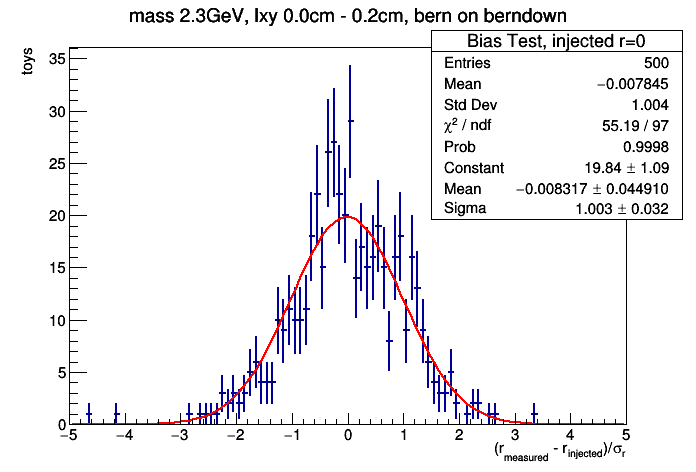 mass 2.3GeV, lxy 0.0cm - 0.2cm, bern on berndown
Bias Test, injected r=0
Entries 500
Mean −0.007845
Std Dev 1.004
χ² / ndf 55.19 / 97
Prob 0.9998
Constant 19.84 ± 1.09
Mean −0.008317 ± 0.044910
Sigma 1.003 ± 0.032
toys
35
30
25
20
15
10
5
0
−5 −4 −3 −2 −1 0 1 2 3 4 5
(r_measured - r_injected)/σ_r